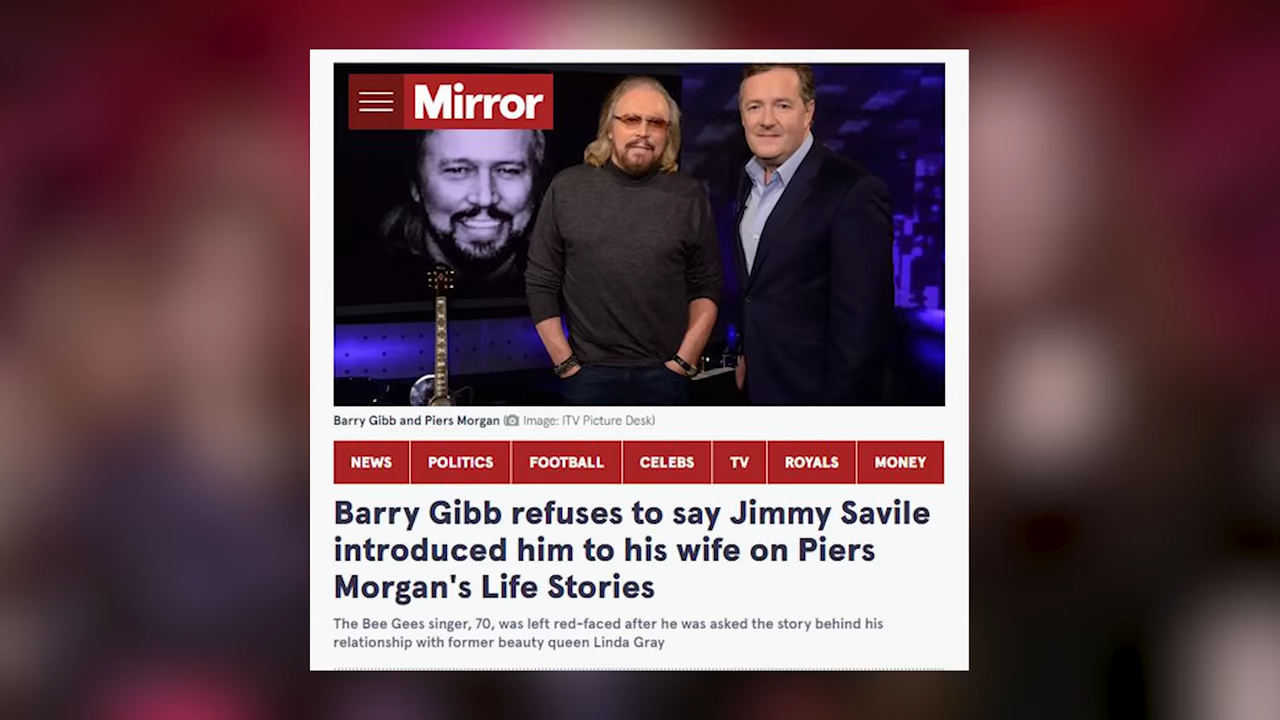 Mirror
Barry Gibb and Piers Morgan (Image: ITV Picture Desk)
NEWS
POLITICS
FOOTBALL
CELEBS
TV
ROYALS
MONEY
Barry Gibb refuses to say Jimmy Savile
introduced him to his wife on Piers
Morgan's Life Stories
The Bee Gees singer, 70, was left red-faced after he was asked the story behind his
relationship with former beauty queen Linda Gray